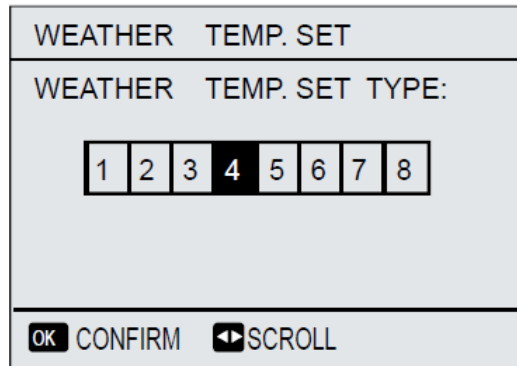 WEATHER TEMP. SET
WEATHER TEMP. SET TYPE:
1 2 3 4 5 6 7 8
OK CONFIRM SCROLL